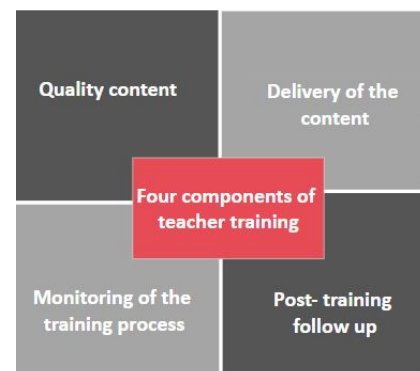 Quality content
Delivery of the
content
Four components of
teacher training
Monitoring of the
training process
Post- training
follow up